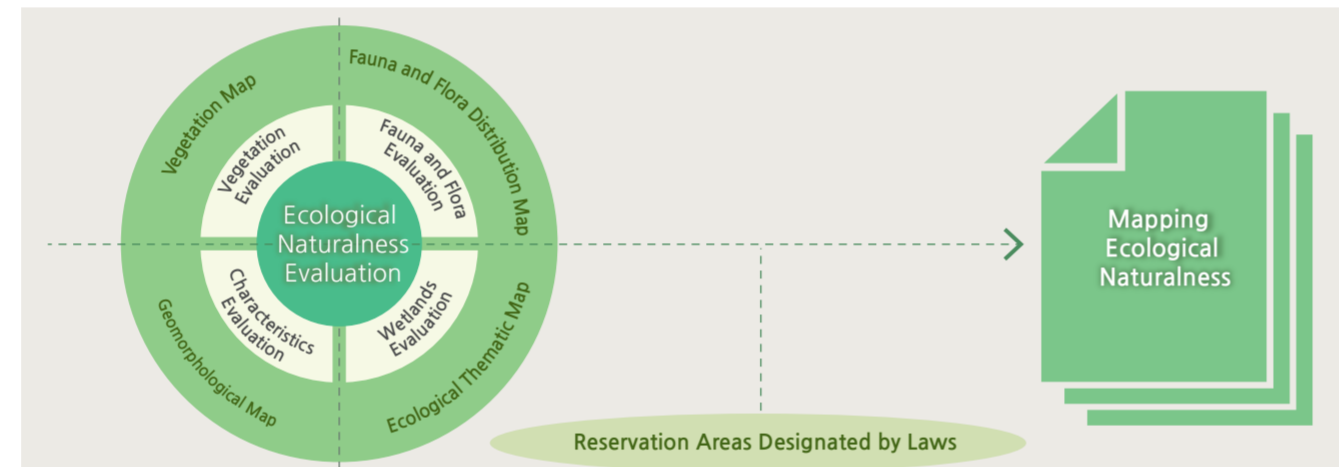 Vegetation Map
Fauna and Flora Distribution Map
Vegetation
Evaluation
Fauna and Flora
Evaluation
Ecological
Naturalness
Evaluation
Characteristics
Evaluation
Wetlands
Evaluation
Geomorphological Map
Ecological Thematic Map
Reservation Areas Designated by Laws
Mapping
Ecological
Naturalness